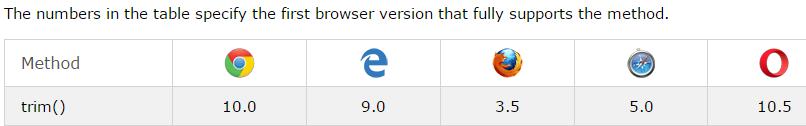 The numbers in the table specify the first browser version that fully supports the method.
Method
trim() 10.0 9.0 3.5 5.0 10.5